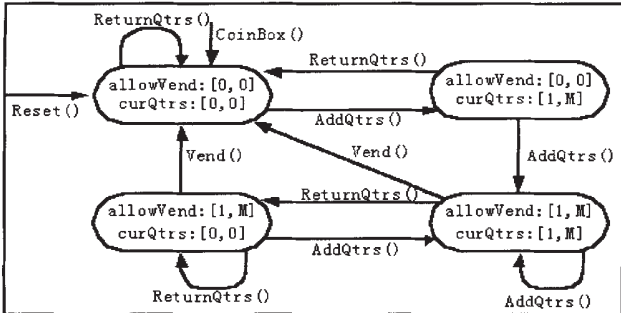 ReturnQtrs()
CoinBox()
ReturnQtrs()
allowVend:[0,0]
curQtrs:[0,0]
allowVend:[0,0]
curQtrs:[1,M]
Reset()
AddQtrs()
Vend()
Vend()
AddQtrs()
ReturnQtrs()
allowVend:[1,M]
curQtrs:[0,0]
allowVend:[1,M]
curQtrs:[1,M]
AddQtrs()
ReturnQtrs()
AddQtrs()